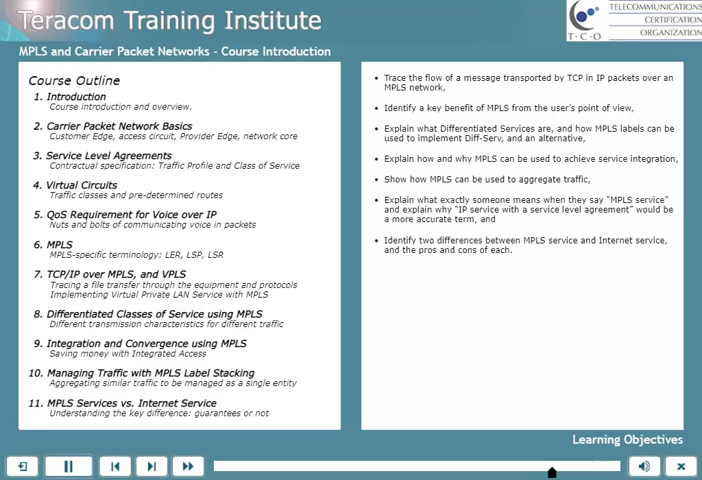 Teracom Training Institute
TELECOMMUNICATIONS
CERTIFICATION
ORGANIZATION
T·C·O
MPLS and Carrier Packet Networks - Course Introduction
Course Outline
1. Introduction
Course introduction and overview.
2. Carrier Packet Network Basics
Customer Edge, access circuit, Provider Edge, network core
3. Service Level Agreements
Contractual specification: Traffic Profile and Class of Service
4. Virtual Circuits
Traffic classes and pre-determined routes
5. QoS Requirement for Voice over IP
Nuts and bolts of communicating voice in packets
6. MPLS
MPLS-specific terminology: LER, LSP, LSR
7. TCP/IP over MPLS, and VPLS
Tracing a file transfer through the equipment and protocols
Implementing Virtual Private LAN Service with MPLS
8. Differentiated Classes of Service using MPLS
Different transmission characteristics for different traffic
9. Integration and Convergence using MPLS
Saving money with Integrated Access
10. Managing Traffic with MPLS Label Stacking
Aggregating similar traffic to be managed as a single entity
11. MPLS Services vs. Internet Service
Understanding the key difference: guarantees or not
• Trace the flow of a message transported by TCP in IP packets over an
MPLS network,
• Identify a key benefit of MPLS from the user's point of view,
• Explain what Differentiated Services are, and how MPLS labels can be
used to implement Diff-Serv, and an alternative,
• Explain how and why MPLS can be used to achieve service integration,
• Show how MPLS can be used to aggregate traffic,
• Explain what exactly someone means when they say "MPLS service"
and explain why "IP service with a service level agreement" would be
a more accurate term, and
• Identify two differences between MPLS service and Internet service,
and the pros and cons of each.
Learning Objectives